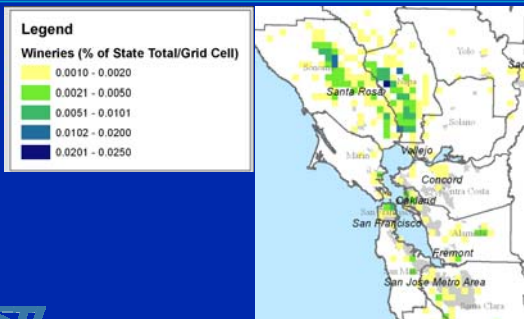 Legend
Wineries (% of State Total/Grid Cell)
0.0010 - 0.0020
0.0021 - 0.0050
0.0051 - 0.0101
0.0102 - 0.0200
0.0201 - 0.0250
Yolo
Sonoma
Napa
Santa Rosa
Solano
Marin
Vallejo
Concord
Contra Costa
Oakland
San Francisco
Alameda
Fremont
San Mateo
San Jose Metro Area
Santa Clara